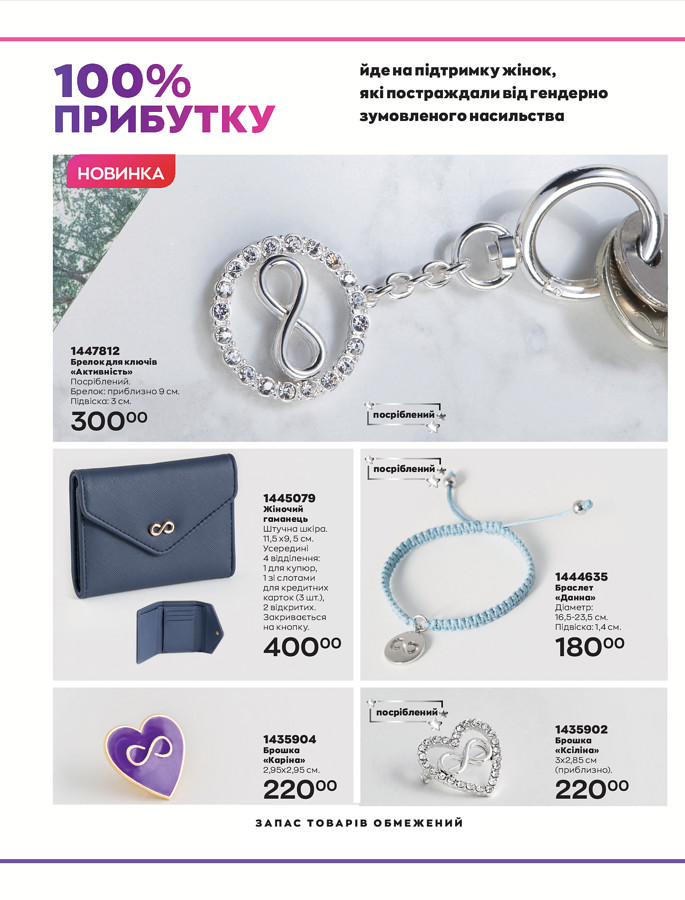 100%
ПРИБУТКУ
йде на підтримку жінок,
які постраждали від гендерно
зумовленого насильства
НОВИНКА
1447812
Брелок для ключів
«Активність»
Посріблений.
Брелок: приблизно 9 см.
Підвіска: 3 см.
300⁰⁰
посріблений
1445079
Жіночий
гаманець
Штучна шкіра.
11,5 х9, 5 см.
Усередині
4 відділення:
1 для купюр,
1 зі слотами
для кредитних
карток (3 шт.),
2 відкритих.
Закривається
на кнопку.
400⁰⁰
посріблений
1444635
Браслет
«Данна»
Діаметр:
16,5-23,5 см.
Підвіска: 1,4 см.
180⁰⁰
1435904
Брошка
«Каріна»
2,95х2,95 см.
220⁰⁰
посріблений
1435902
Брошка
«Ксіліна»
3х2,85 см
(приблизно).
220⁰⁰
ЗАПАС ТОВАРІВ ОБМЕЖЕНИЙ